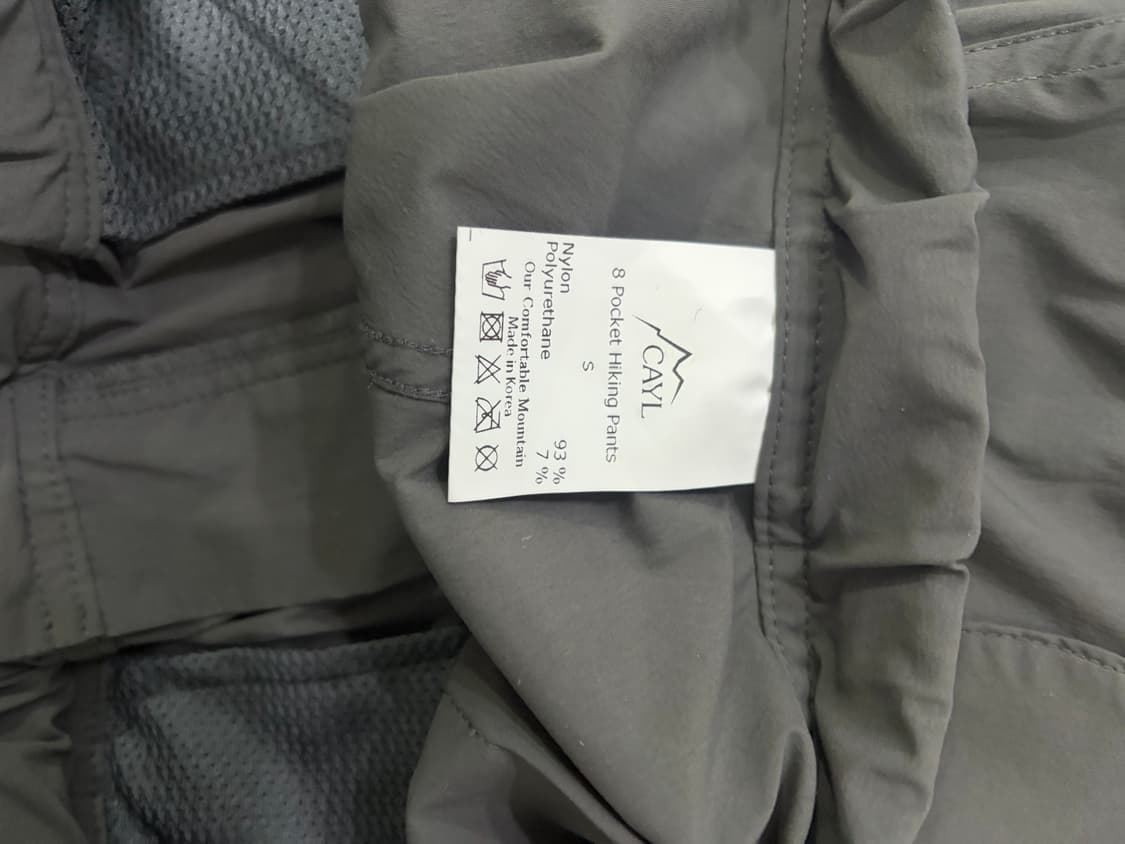 CAYL
8 Pocket Hiking Pants
S
Nylon 93 %
Polyurethane 7 %
Our Comfortable Mountain
Made in Korea